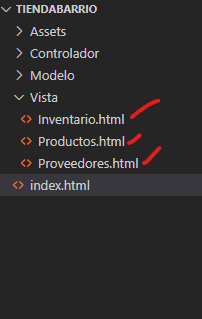 TIENDABARRIO
Assets
Controlador
Modelo
Vista
Inventario.html
Productos.html
Proveedores.html
index.html